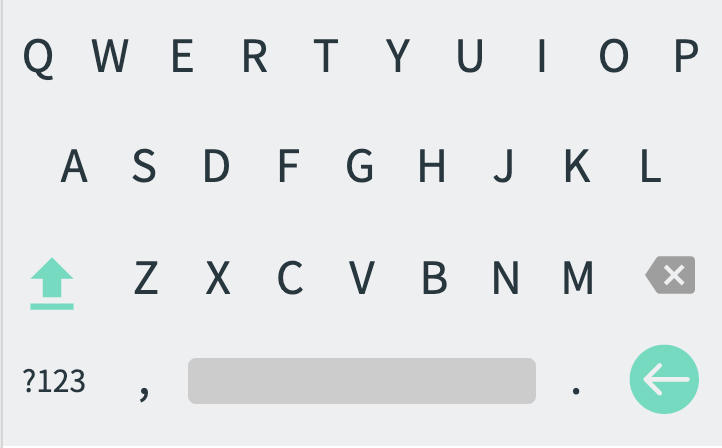 Q W E R T Y U I O P
A S D F G H J K L
Z X C V B N M
?123 , .